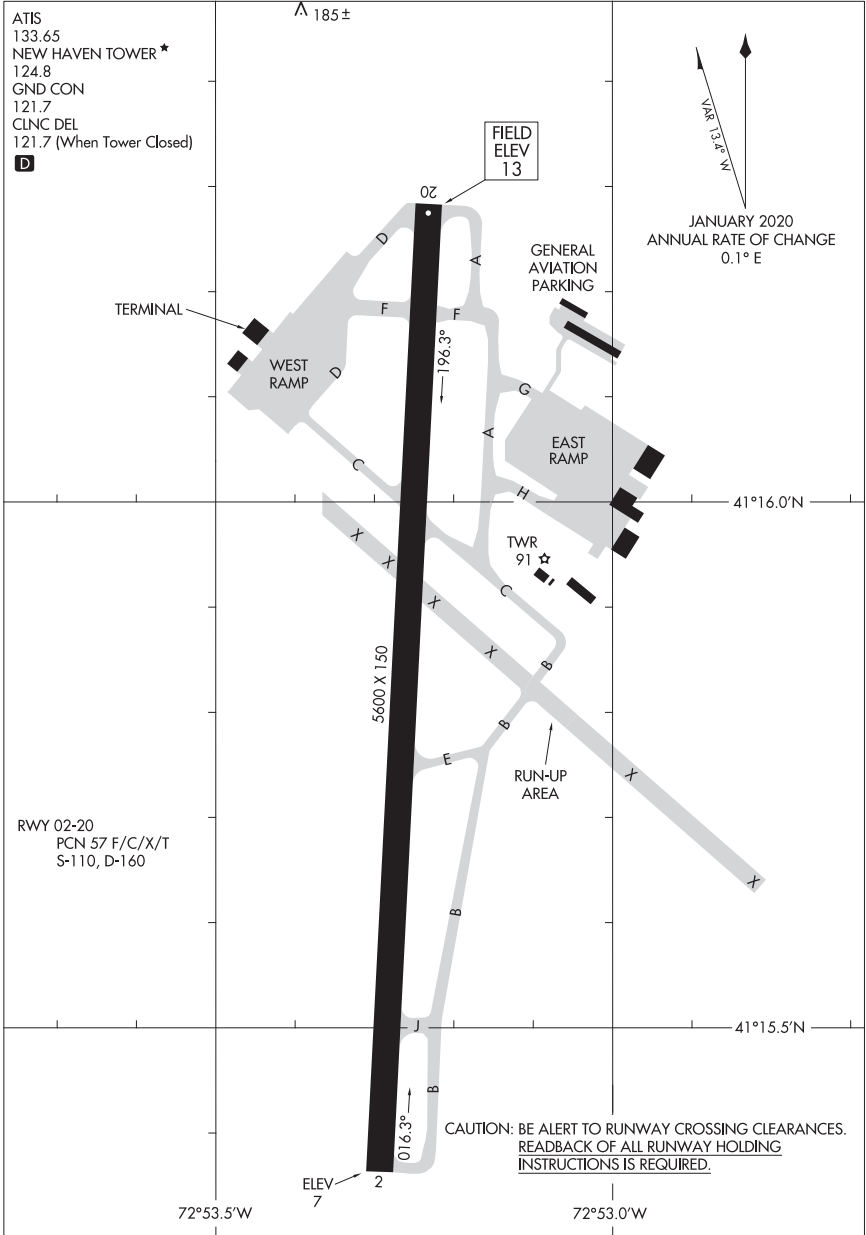 ATIS
133.65
NEW HAVEN TOWER★
124.8
GND CON
121.7
CLNC DEL
121.7 (When Tower Closed)
D
185±
VAR 13.4° W
JANUARY 2020
ANNUAL RATE OF CHANGE
0.1° E
FIELD
ELEV
13
20
D
A
GENERAL
AVIATION
PARKING
TERMINAL
F
F
196.3°
WEST
RAMP
D
G
A
EAST
RAMP
C
H
41°16.0'N
X
X
TWR
91
C
X
X
B
5600 X 150
B
E
RUN-UP
AREA
X
RWY 02-20
PCN 57 F/C/X/T
S-110, D-160
X
B
J
41°15.5'N
B
016.3°
CAUTION: BE ALERT TO RUNWAY CROSSING CLEARANCES.
READBACK OF ALL RUNWAY HOLDING
INSTRUCTIONS IS REQUIRED.
ELEV
7
2
72°53.5'W
72°53.0'W